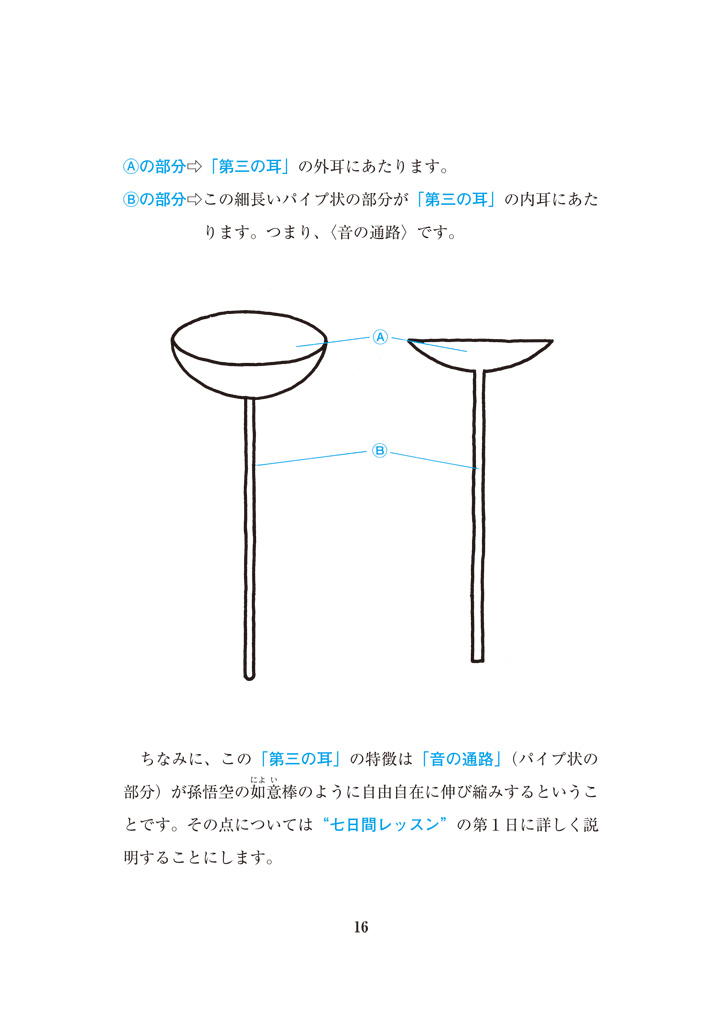 Ⓐの部分⇨「第三の耳」の外耳にあたります。
Ⓑの部分⇨この細長いパイプ状の部分が「第三の耳」の内耳にあた
ります。つまり、〈音の通路〉です。
Ⓐ
Ⓑ
ちなみに、この「第三の耳」の特徴は「音の通路」（パイプ状の
部分）が孫悟空の如意棒のように自由自在に伸び縮みするというこ
にょい
とです。その点については“七日間レッスン”の第１日に詳しく説
明することにします。
16